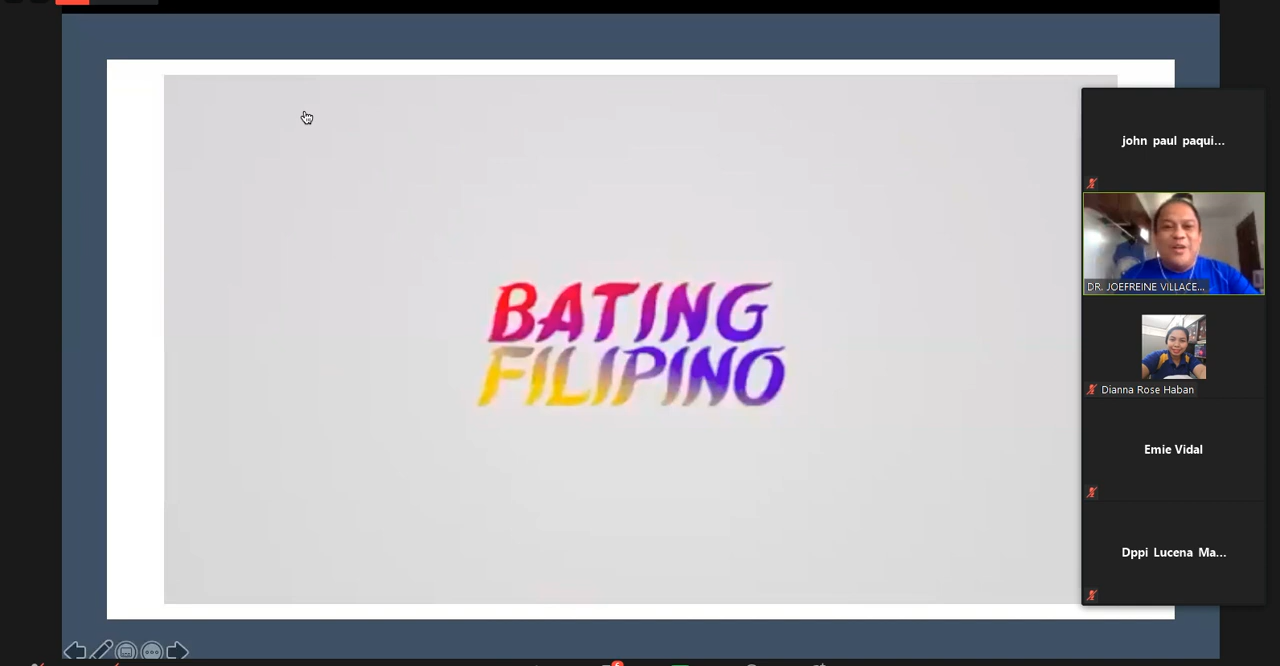 BATING
FILIPINO
john paul paqui...
DR. JOEFREINE VILLACE...
Dianna Rose Haban
Emie Vidal
Dppi Lucena Ma...